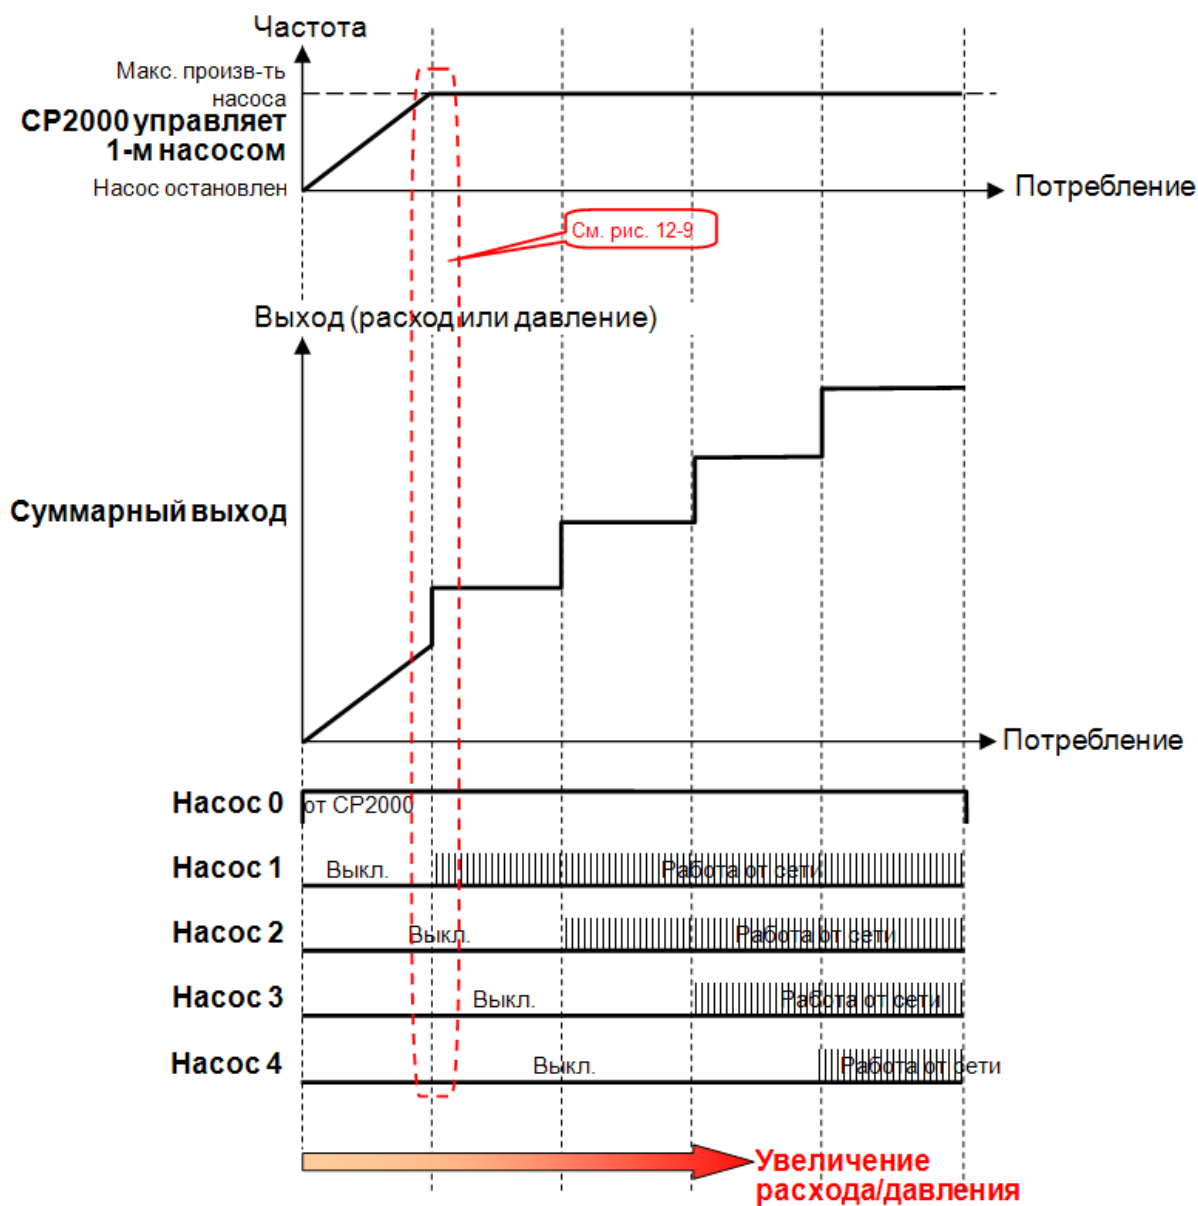 Частота
Макс. произв-ть
насоса
CP2000 управляет
1-м насосом
Насос остановлен
Потребление
См. рис. 12-9
Выход (расход или давление)
Суммарный выход
Потребление
Насос 0
от CP2000
Насос 1
Выкл.
Работа от сети
Насос 2
Выкл.
Работа от сети
Насос 3
Выкл.
Работа от сети
Насос 4
Выкл.
Работа от сети
Увеличение
расхода/давления